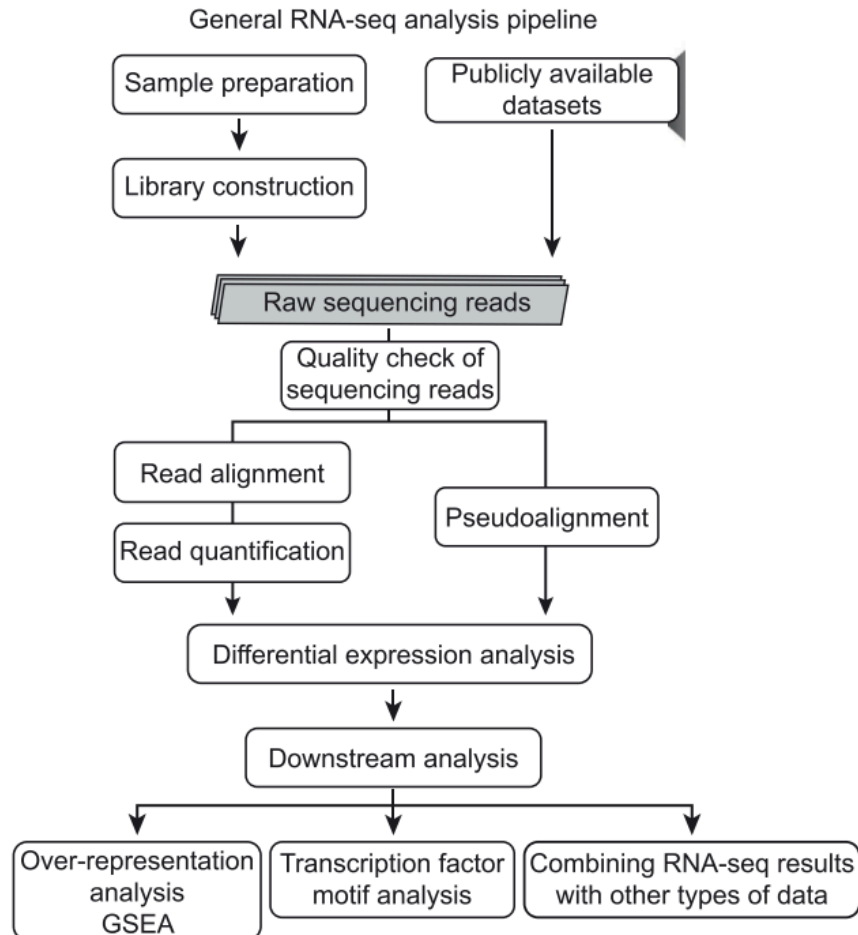 General RNA-seq analysis pipeline
Sample preparation
Publicly available
datasets
Library construction
Raw sequencing reads
Quality check of
sequencing reads
Read alignment
Pseudoalignment
Read quantification
Differential expression analysis
Downstream analysis
Over-representation
analysis
GSEA
Transcription factor
motif analysis
Combining RNA-seq results
with other types of data